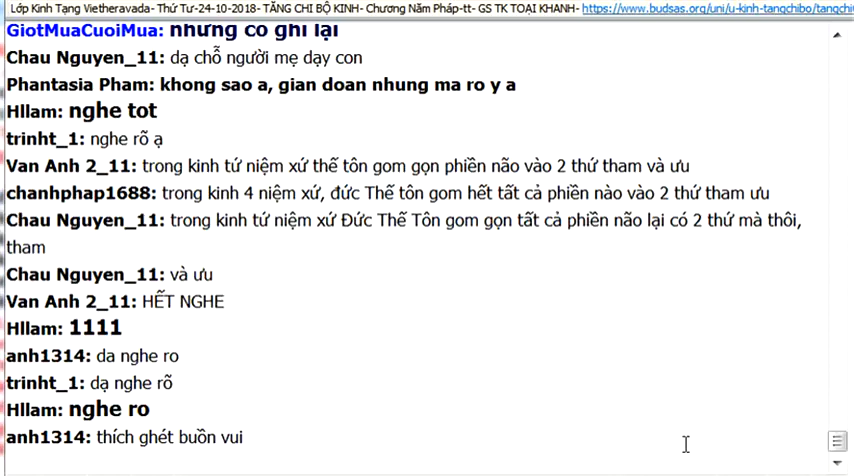 Lớp Kinh Tạng Vietheravada- Thứ Tư-24-10-2018- TĂNG CHI BỘ KINH- Chương Năm Pháp-tt- GS TK TOẠI KHANH- https://www.budsas.org/uni/u-kinh-tangchibo/tangchi
GiotMuaCuoiMua: nhưng có ghi lại
Chau Nguyen_11: dạ chỗ người mẹ dạy con
Phantasia Pham: khong sao a, gian doan nhung ma ro y a
Hllam: nghe tot
trinht_1: nghe rõ ạ
Van Anh 2_11: trong kinh tứ niệm xứ thế tôn gom gọn phiền não vào 2 thứ tham và ưu
chanhphap1688: trong kinh 4 niệm xứ, đức Thế tôn gom hết tất cả phiền nào vào 2 thứ tham ưu
Chau Nguyen_11: trong kinh tứ niệm xứ Đức Thế Tôn gom gọn tất cả phiền não lại có 2 thứ mà thôi,
tham
Chau Nguyen_11: và ưu
Van Anh 2_11: HẾT NGHE
Hllam: 1111
anh1314: da nghe ro
trinht_1: dạ nghe rõ
Hllam: nghe ro
anh1314: thích ghét buồn vui